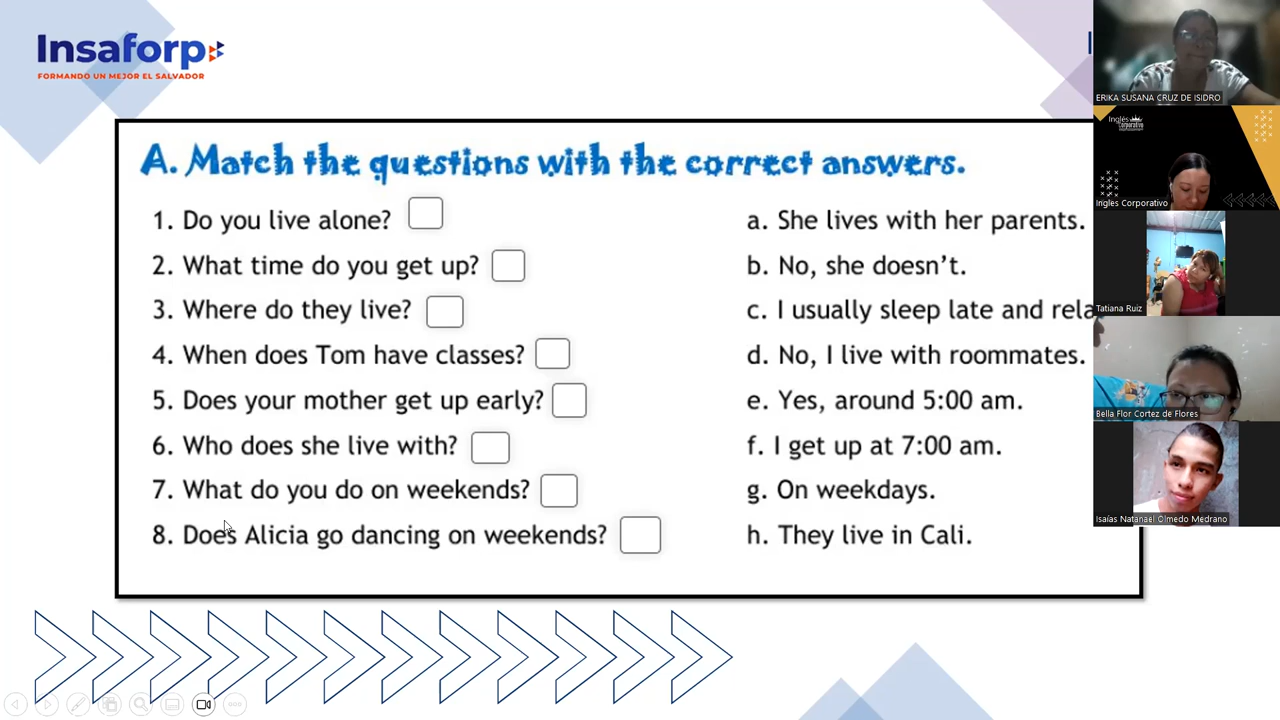 Insaforp
FORMANDO UN MEJOR EL SALVADOR
A. Match the questions with the correct answers.
1. Do you live alone?
2. What time do you get up?
3. Where do they live?
4. When does Tom have classes?
5. Does your mother get up early?
6. Who does she live with?
7. What do you do on weekends?
8. Does Alicia go dancing on weekends?
a. She lives with her parents.
b. No, she doesn't.
c. I usually sleep late and rela
d. No, I live with roommates.
e. Yes, around 5:00 am.
f. I get up at 7:00 am.
g. On weekdays.
h. They live in Cali.
ERIKA SUSANA CRUZ DE ISIDRO
Inglés
Corporativo
Ingles Corporativo
Tatiana Ruiz
Bella Flor Cortez de Flores
Isaías Natanael Olmedo Medrano